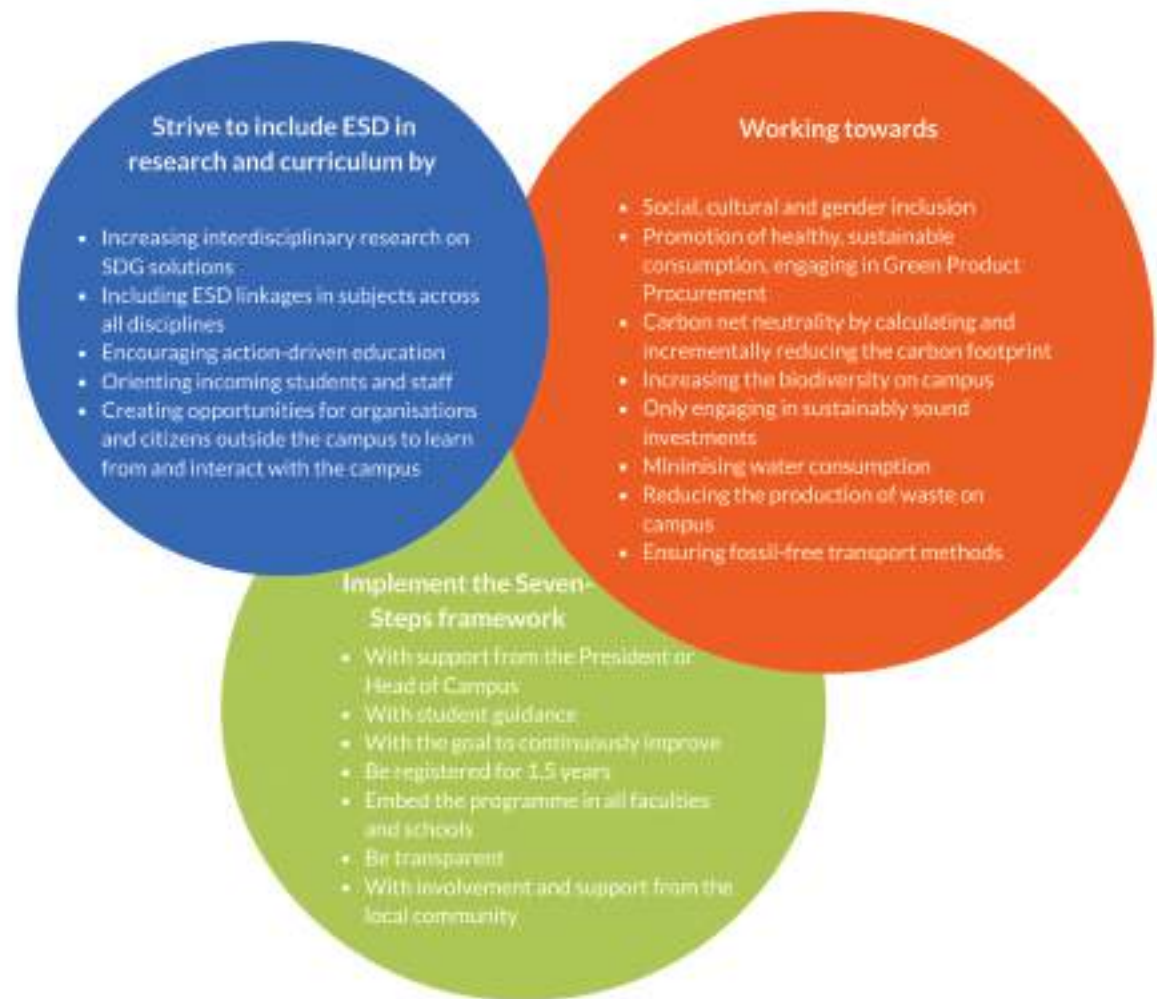 Strive to include ESD in
research and curriculum by
• Increasing interdisciplinary research on
SDG solutions
• Including ESD linkages in subjects across
all disciplines
• Encouraging action-driven education
• Orienting incoming students and staff
• Creating opportunities for organisations
and citizens outside the campus to learn
from and interact with the campus
Working towards
• Social, cultural and gender inclusion
• Promotion of healthy, sustainable
consumption, engaging in Green Product
Procurement
• Carbon net neutrality by calculating and
incrementally reducing the carbon footprint
• Increasing the biodiversity on campus
• Only engaging in sustainably sound
investments
• Minimising water consumption
• Reducing the production of waste on
campus
• Ensuring fossil-free transport methods
Implement the Seven-
Steps framework
• With support from the President or
Head of Campus
• With student guidance
• With the goal to continuously improve
• Be registered for 1.5 years
• Embed the programme in all faculties
and schools
• Be transparent
• With involvement and support from the
local community